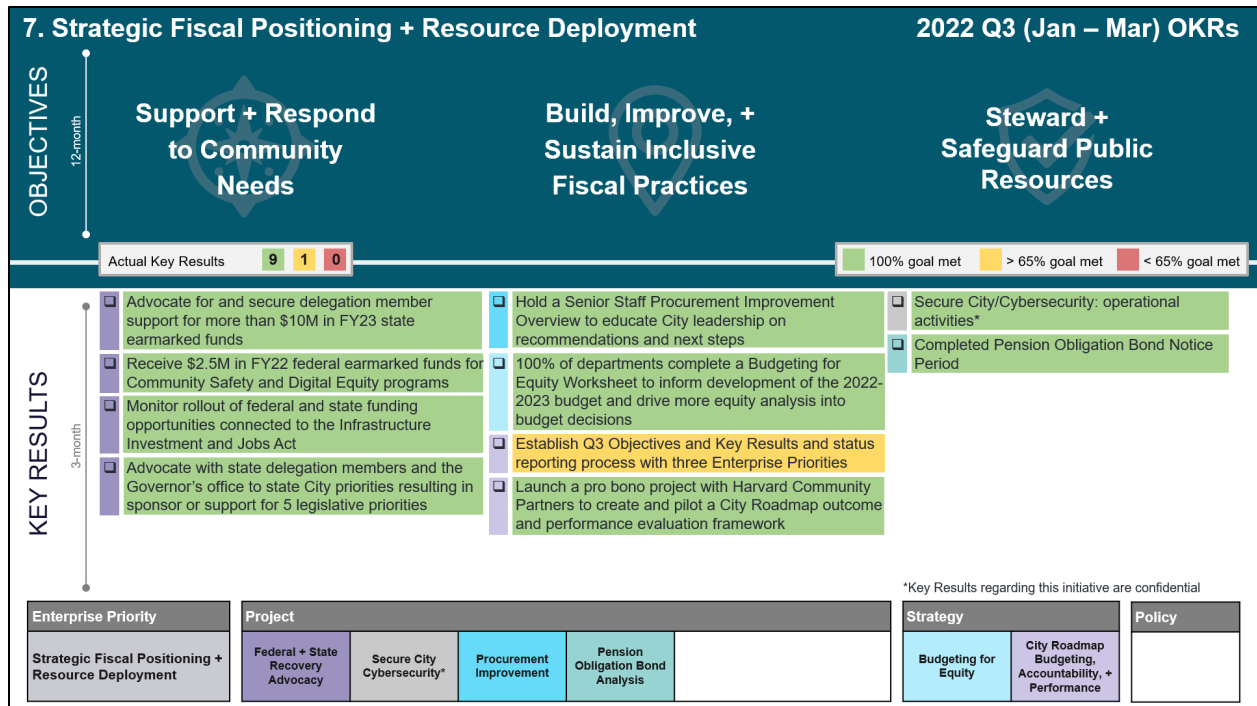 7. Strategic Fiscal Positioning + Resource Deployment
2022 Q3 (Jan – Mar) OKRs
OBJECTIVES
12-month
Support + Respond
to Community
Needs
Build, Improve, +
Sustain Inclusive
Fiscal Practices
Steward +
Safeguard Public
Resources
Actual Key Results 9 1 0
100% goal met > 65% goal met < 65% goal met
KEY RESULTS
3-month
Advocate for and secure delegation member
support for more than $10M in FY23 state
earmarked funds
Receive $2.5M in FY22 federal earmarked funds for
Community Safety and Digital Equity programs
Monitor rollout of federal and state funding
opportunities connected to the Infrastructure
Investment and Jobs Act
Advocate with state delegation members and the
Governor's office to state City priorities resulting in
sponsor or support for 5 legislative priorities
Hold a Senior Staff Procurement Improvement
Overview to educate City leadership on
recommendations and next steps
100% of departments complete a Budgeting for
Equity Worksheet to inform development of the 2022-
2023 budget and drive more equity analysis into
budget decisions
Establish Q3 Objectives and Key Results and status
reporting process with three Enterprise Priorities
Launch a pro bono project with Harvard Community
Partners to create and pilot a City Roadmap outcome
and performance evaluation framework
Secure City/Cybersecurity: operational
activities*
Completed Pension Obligation Bond Notice
Period
*Key Results regarding this initiative are confidential
Enterprise Priority
Strategic Fiscal Positioning +
Resource Deployment
Project
Federal + State
Recovery
Advocacy
Secure City
Cybersecurity*
Procurement
Improvement
Pension
Obligation Bond
Analysis
Strategy
Budgeting for
Equity
City Roadmap
Budgeting,
Accountability, +
Performance
Policy